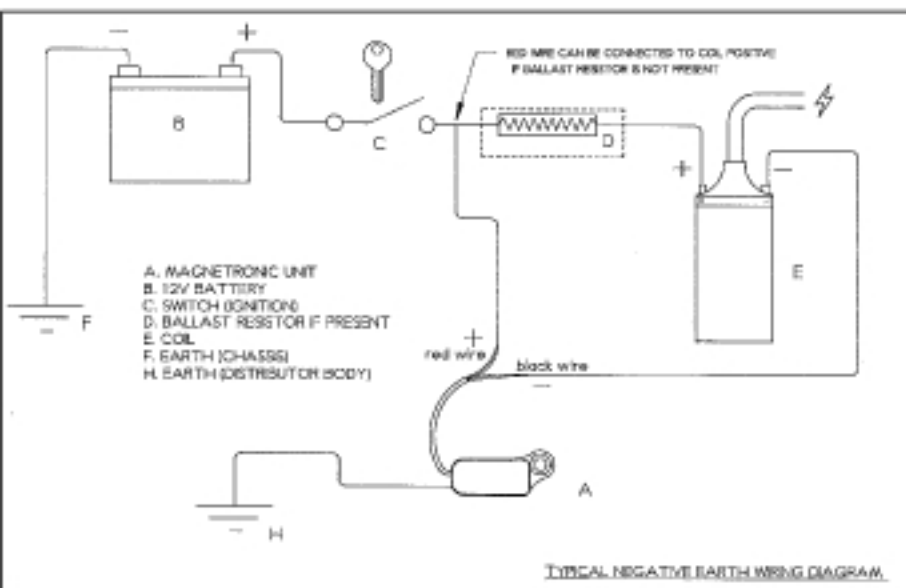 − +
RED WIRE CAN BE CONNECTED TO COIL POSITIVE
IF BALLAST RESISTOR IS NOT PRESENT
B
C
D
+ −
E
A. MAGNETRONIC UNIT
B. 12V BATTERY
C. SWITCH (IGNITION)
D. BALLAST RESISTOR IF PRESENT
E. COIL
F. EARTH (CHASSIS)
H. EARTH (DISTRIBUTOR BODY)
F
−
+
red wire
black wire
−
A
H
−
TYPICAL NEGATIVE EARTH WIRING DIAGRAM